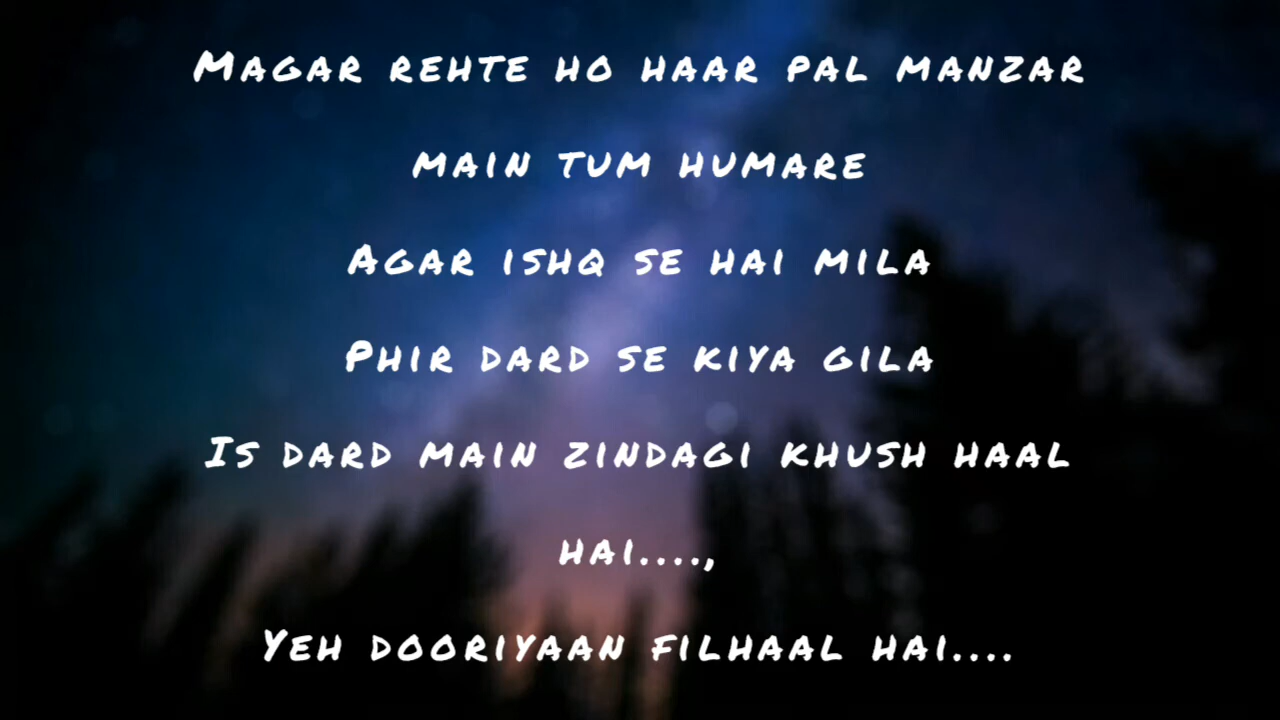 Magar rehte ho haar pal manzar
main tum humare
Agar ishq se hai mila
Phir dard se kiya gila
Is dard main zindagi khush haal
hai....,
Yeh dooriyaan filhaal hai....